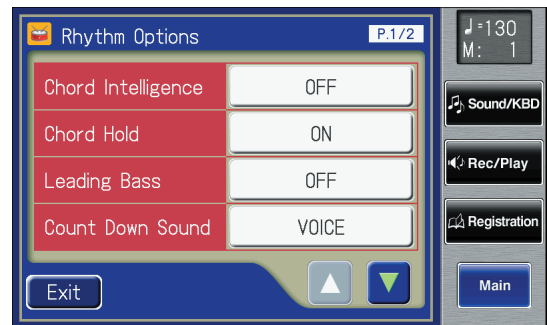 Rhythm Options
P.1/2
Chord Intelligence
OFF
Chord Hold
ON
Leading Bass
OFF
Count Down Sound
VOICE
Exit
♩=130
M: 1
Sound/KBD
Rec/Play
Registration
Main